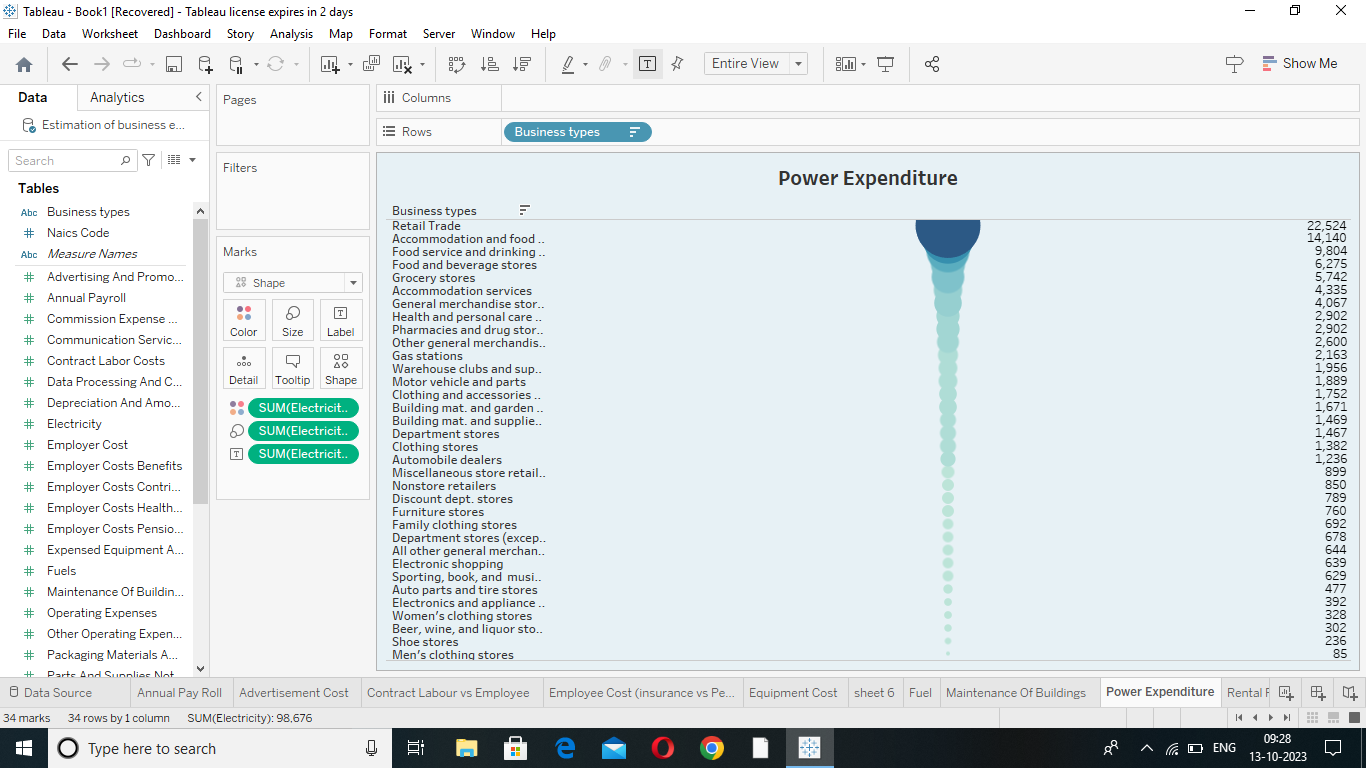 Tableau - Book1 [Recovered] - Tableau license expires in 2 days
File Data Worksheet Dashboard Story Analysis Map Format Server Window Help
Entire View
Show Me
Data Analytics
Estimation of business e...
Search
Tables
Abc Business types
# Naics Code
Abc Measure Names
# Advertising And Promo...
# Annual Payroll
# Commission Expense ...
# Communication Servic...
# Contract Labor Costs
# Data Processing And C...
# Depreciation And Amo...
# Electricity
# Employer Cost
# Employer Costs Benefits
# Employer Costs Contri...
# Employer Costs Health...
# Employer Costs Pensio...
# Expensed Equipment A...
# Fuels
# Maintenance Of Buildin...
# Operating Expenses
# Other Operating Expen...
# Packaging Materials A...
# Parts And Supplies Not
Pages
Filters
Marks
Shape
Color Size Label
Detail Tooltip Shape
SUM(Electricit..
SUM(Electricit..
SUM(Electricit..
Columns
Rows Business types
Power Expenditure
Business types
Retail Trade 22,524
Accommodation and food .. 14,140
Food service and drinking .. 9,804
Food and beverage stores 6,275
Grocery stores 5,742
Accommodation services 4,335
General merchandise stor.. 4,067
Health and personal care .. 2,902
Pharmacies and drug stor.. 2,902
Other general merchandis.. 2,600
Gas stations 2,163
Warehouse clubs and sup.. 1,956
Motor vehicle and parts 1,889
Clothing and accessories .. 1,752
Building mat. and garden .. 1,671
Building mat. and supplie.. 1,469
Department stores 1,467
Clothing stores 1,382
Automobile dealers 1,236
Miscellaneous store retail.. 899
Nonstore retailers 850
Discount dept. stores 789
Furniture stores 760
Family clothing stores 692
Department stores (excep.. 678
All other general merchan.. 644
Electronic shopping 639
Sporting, book, and musi.. 629
Auto parts and tire stores 477
Electronics and appliance .. 392
Women's clothing stores 328
Beer, wine, and liquor sto.. 302
Shoe stores 236
Men's clothing stores 85
Data Source Annual Pay Roll Advertisement Cost Contract Labour vs Employee Employee Cost (insurance vs Pe... Equipment Cost sheet 6 Fuel Maintenance Of Buildings Power Expenditure Rental F
34 marks 34 rows by 1 column SUM(Electricity): 98,676
Type here to search
ENG
09:28
13-10-2023